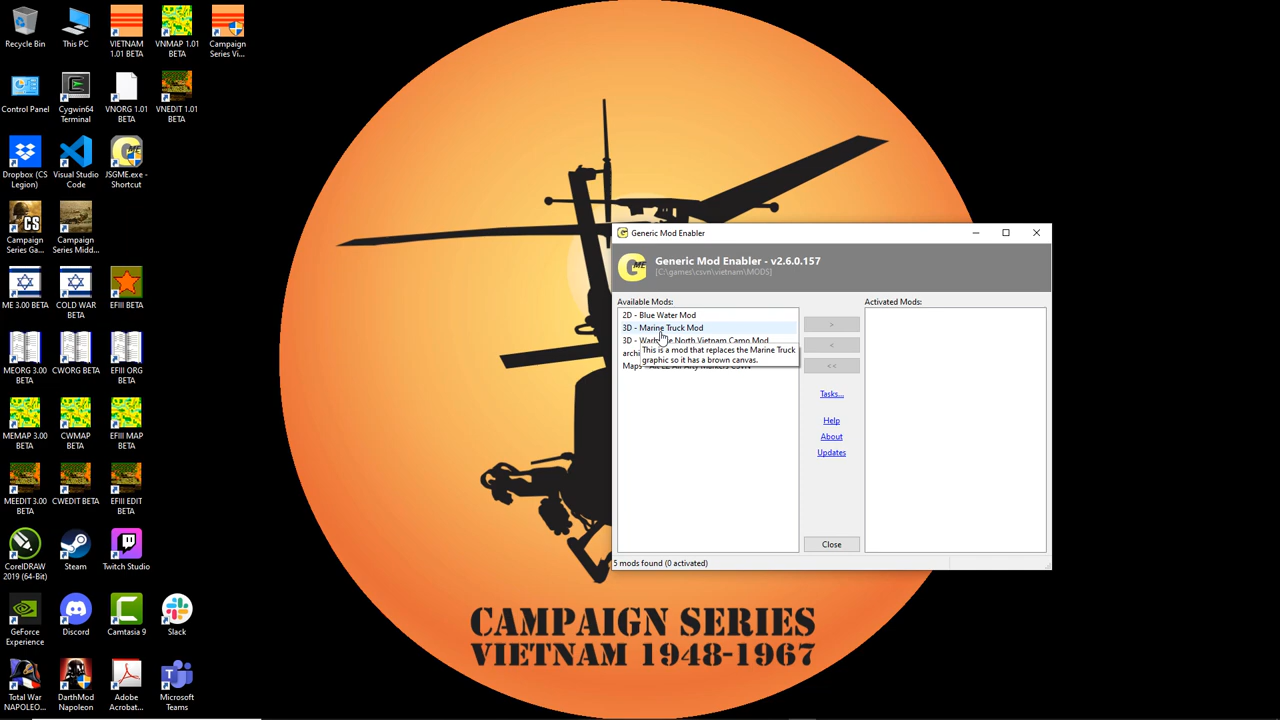 Recycle Bin
This PC
VIETNAM
1.01 BETA
VNMAP 1.01
BETA
Campaign
Series Vi...
Control Panel
Cygwin64
Terminal
VNORG 1.01
BETA
VNEDIT 1.01
BETA
Dropbox (CS
Legion)
Visual Studio
Code
JSGME.exe -
Shortcut
CS
Campaign
Series Ga...
Campaign
Series Midd...
ME 3.00 BETA
COLD WAR
BETA
EFIII BETA
MEORG 3.00
BETA
CWORG BETA
EFIII ORG
BETA
MEMAP 3.00
BETA
CWMAP
BETA
EFIII MAP
BETA
MEEDIT 3.00
BETA
CWEDIT BETA
EFIII EDIT
BETA
CorelDRAW
2019 (64-Bit)
Steam
Twitch Studio
GeForce
Experience
Discord
Camtasia 9
Slack
Total War
NAPOLEO...
DarthMod
Napoleon
Adobe
Acrobat...
Microsoft
Teams
Generic Mod Enabler
Generic Mod Enabler - v2.6.0.157
[C:\games\csvn\vietnam\MODS]
Available Mods:
Activated Mods:
2D - Blue Water Mod
3D - Marine Truck Mod
North Vietnam Camo Mod
This is a mod that replaces the Marine Truck
graphic so it has a brown canvas.
>
<
<<
Tasks...
Help
About
Updates
Close
5 mods found (0 activated)
CAMPAIGN SERIES
VIETNAM 1948-1967